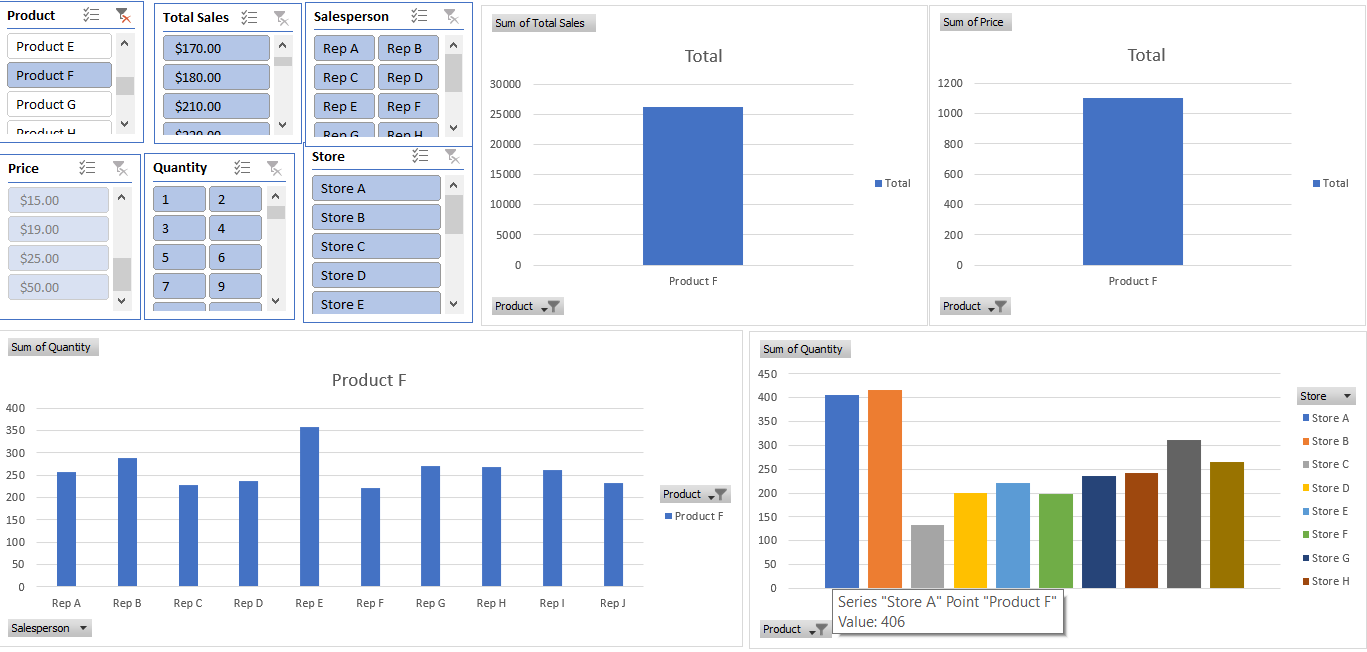 Product
Product E
Product F
Product G
Product H
Total Sales
$170.00
$180.00
$210.00
$220.00
Salesperson
Rep A Rep B
Rep C Rep D
Rep E Rep F
Rep G Rep H
Price
$15.00
$19.00
$25.00
$50.00
Quantity
1 2
3 4
5 6
7 9
Store
Store A
Store B
Store C
Store D
Store E
Sum of Total Sales
Total
30000
25000
20000
15000
10000
5000
0
Product F
Total
Product
Sum of Price
Total
1200
1000
800
600
400
200
0
Product F
Total
Product
Sum of Quantity
Product F
400
350
300
250
200
150
100
50
0
Rep A Rep B Rep C Rep D Rep E Rep F Rep G Rep H Rep I Rep J
Product
Product F
Salesperson
Sum of Quantity
450
400
350
300
250
200
150
100
50
0
Store
Store A
Store B
Store C
Store D
Store E
Store F
Store G
Store H
Series "Store A" Point "Product F"
Value: 406
Product